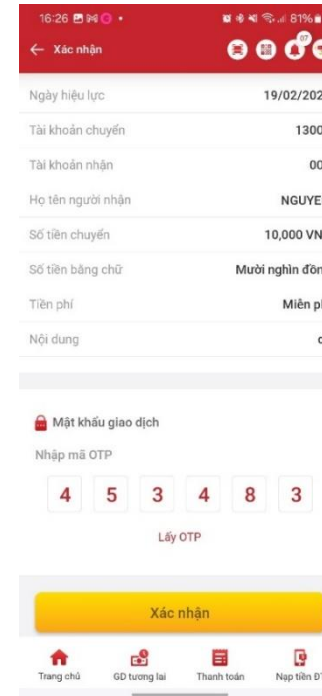 16:26 81%
Xác nhận 07
Ngày hiệu lực 19/02/202
Tài khoản chuyển 1300
Tài khoản nhận 00
Họ tên người nhận NGUYE
Số tiền chuyển 10,000 VN
Số tiền bằng chữ Mười nghìn đồn
Tiền phí Miễn p
Nội dung
Mật khẩu giao dịch
Nhập mã OTP
4 5 3 4 8 3
Lấy OTP
Xác nhận
Trang chủ GD tương lai Thanh toán Nạp tiền ĐT